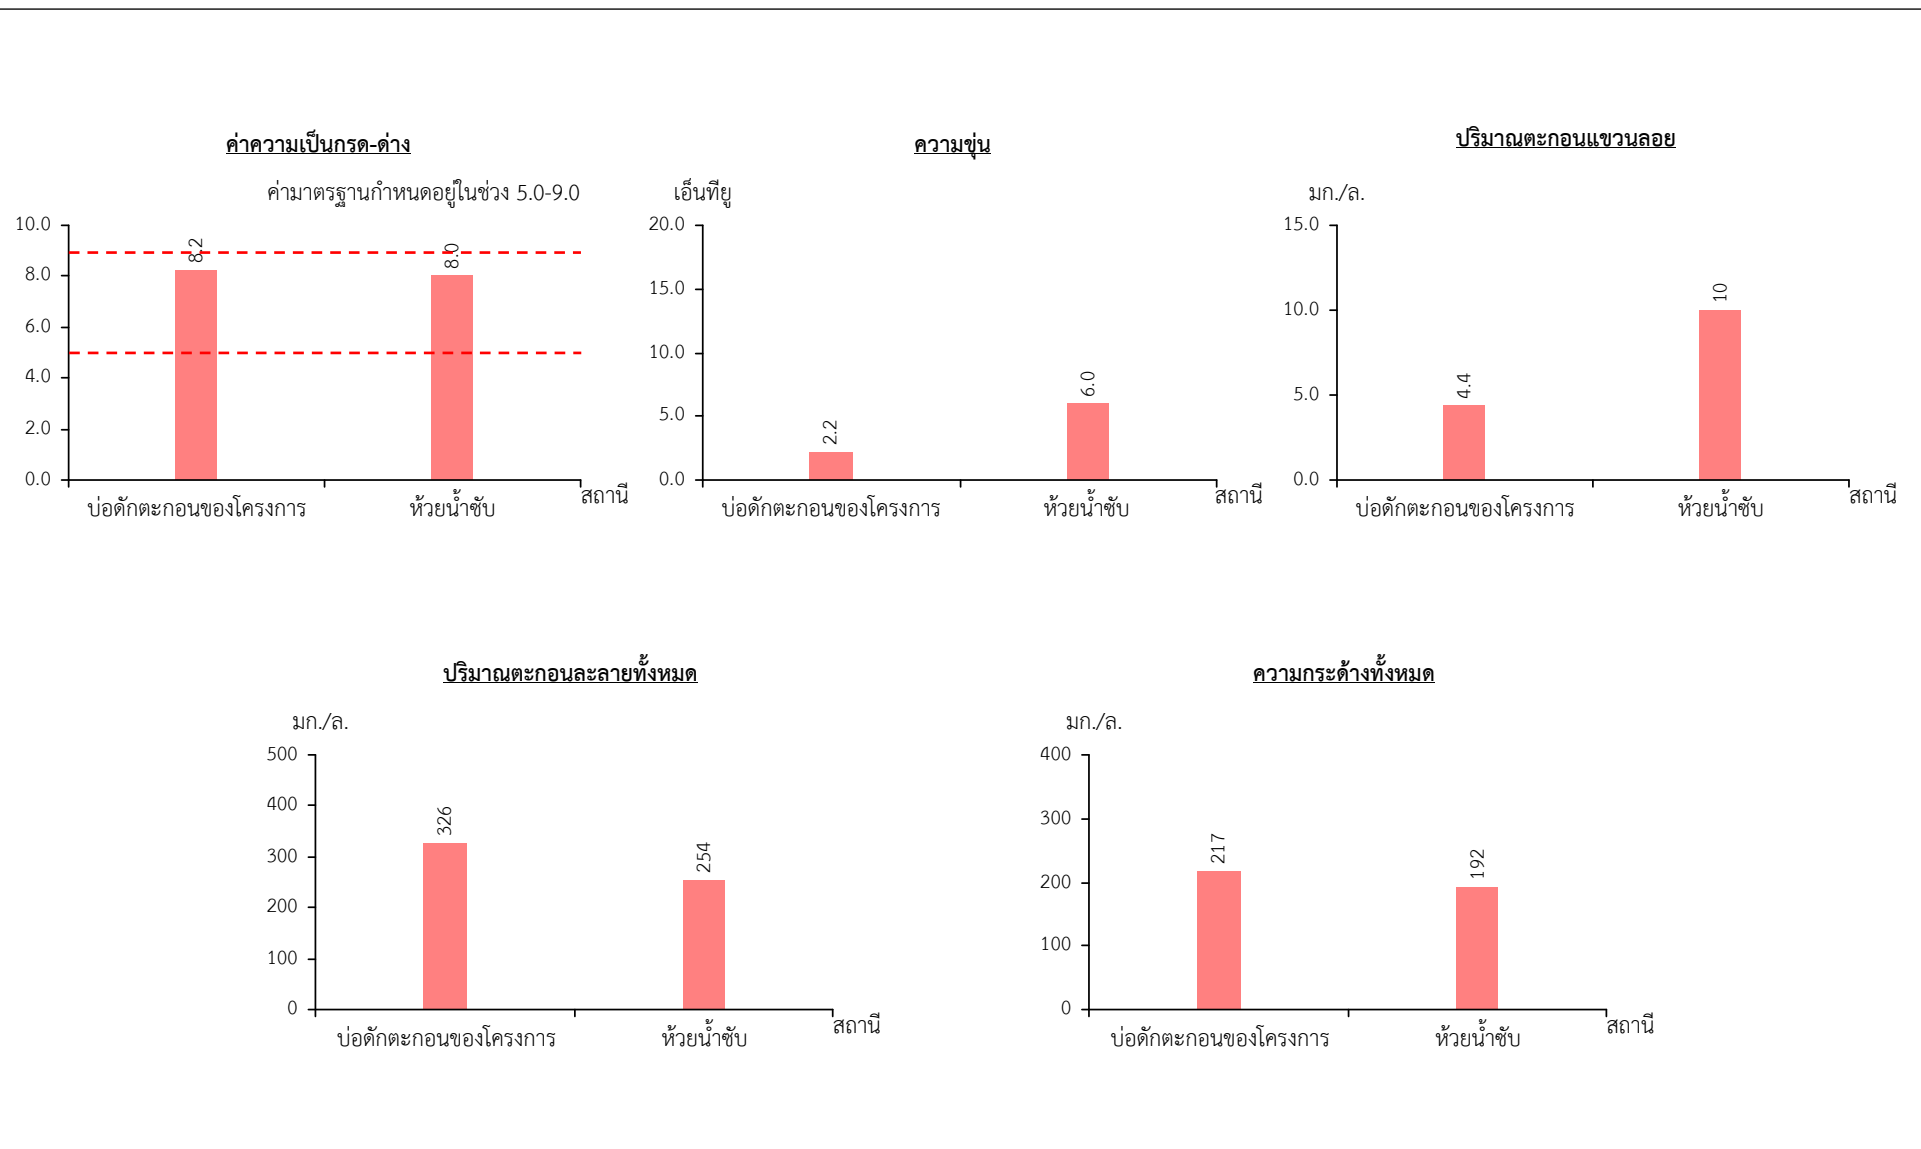 ค่าความเป็นกรด-ด่าง
ค่ามาตรฐานกำหนดอยู่ในช่วง 5.0-9.0
10.0
8.0
6.0
4.0
2.0
0.0
8.2
8.0
บ่อดักตะกอนของโครงการ
ห้วยน้ำซับ
สถานี
ความขุ่น
เอ็นทียู
20.0
15.0
10.0
5.0
0.0
2.2
6.0
บ่อดักตะกอนของโครงการ
ห้วยน้ำซับ
สถานี
ปริมาณตะกอนแขวนลอย
มก./ล.
15.0
10.0
5.0
0.0
4.4
10
บ่อดักตะกอนของโครงการ
ห้วยน้ำซับ
สถานี
ปริมาณตะกอนละลายทั้งหมด
มก./ล.
500
400
300
200
100
0
326
254
บ่อดักตะกอนของโครงการ
ห้วยน้ำซับ
สถานี
ความกระด้างทั้งหมด
มก./ล.
400
300
200
100
0
217
192
บ่อดักตะกอนของโครงการ
ห้วยน้ำซับ
สถานี